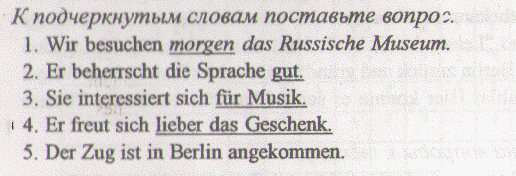 К подчеркнутым словам поставьте вопрос.
1. Wir besuchen morgen das Russische Museum.
2. Er beherrscht die Sprache gut.
3. Sie interessiert sich für Musik.
4. Er freut sich lieber das Geschenk.
5. Der Zug ist in Berlin angekommen.